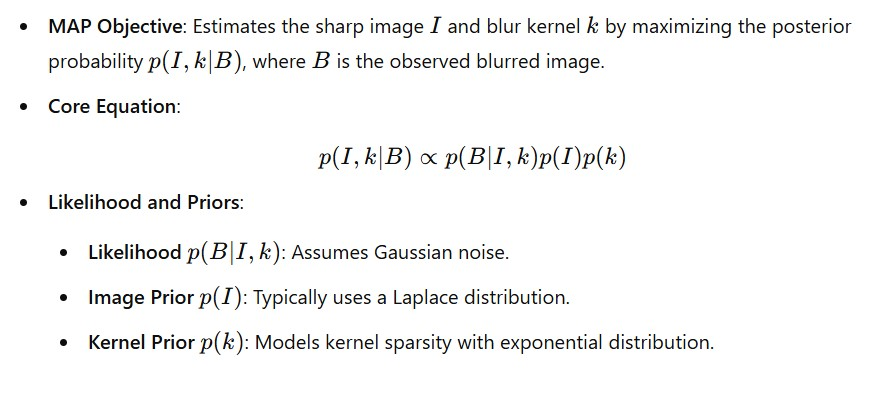 • MAP Objective: Estimates the sharp image I and blur kernel k by maximizing the posterior
probability p(I, k|B), where B is the observed blurred image.
• Core Equation:
p(I, k|B) ∝ p(B|I, k)p(I)p(k)
• Likelihood and Priors:
• Likelihood p(B|I, k): Assumes Gaussian noise.
• Image Prior p(I): Typically uses a Laplace distribution.
• Kernel Prior p(k): Models kernel sparsity with exponential distribution.